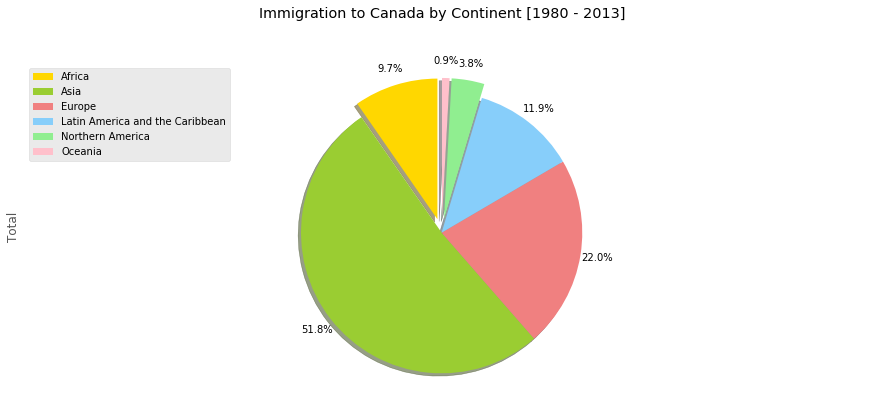 Immigration to Canada by Continent [1980 - 2013]
Africa
Asia
Europe
Latin America and the Caribbean
Northern America
Oceania
Total
9.7%
0.9%
3.8%
11.9%
22.0%
51.8%